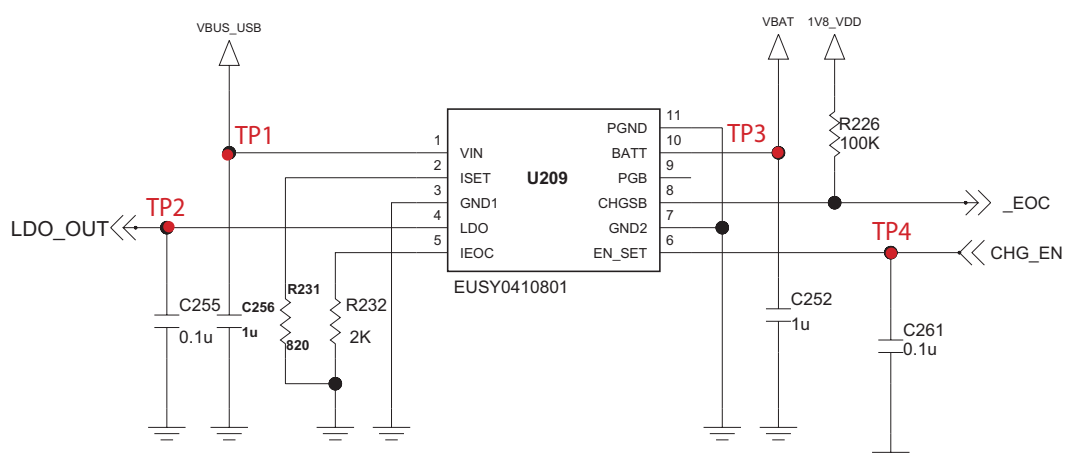 VBUS_USB
VBAT
1V8_VDD
TP1
TP3
R226
100K
1
2
3
4
5
VIN
ISET
GND1
LDO
IEOC
U209
PGND
BATT
PGB
CHGSB
GND2
EN_SET
11
10
9
8
7
6
_EOC
TP2
LDO_OUT
TP4
CHG_EN
EUSY0410801
C255
0.1u
C256
1u
R231
820
R232
2K
C252
1u
C261
0.1u